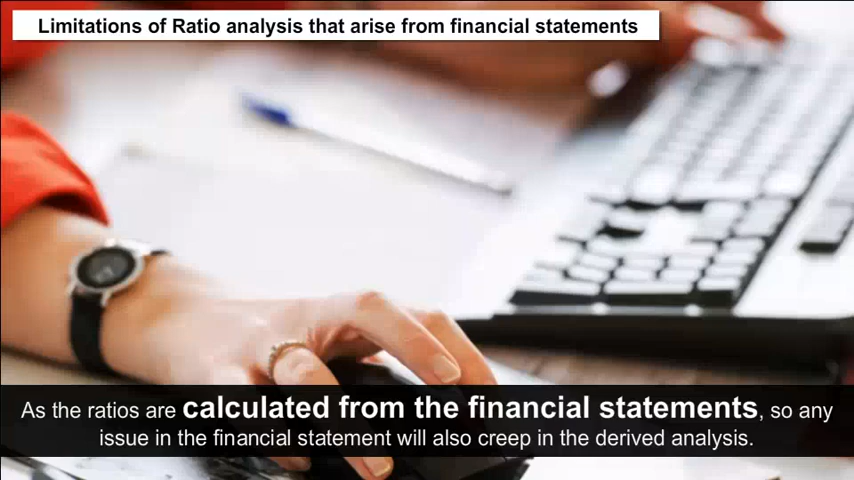 Limitations of Ratio analysis that arise from financial statements
As the ratios are calculated from the financial statements, so any
issue in the financial statement will also creep in the derived analysis.